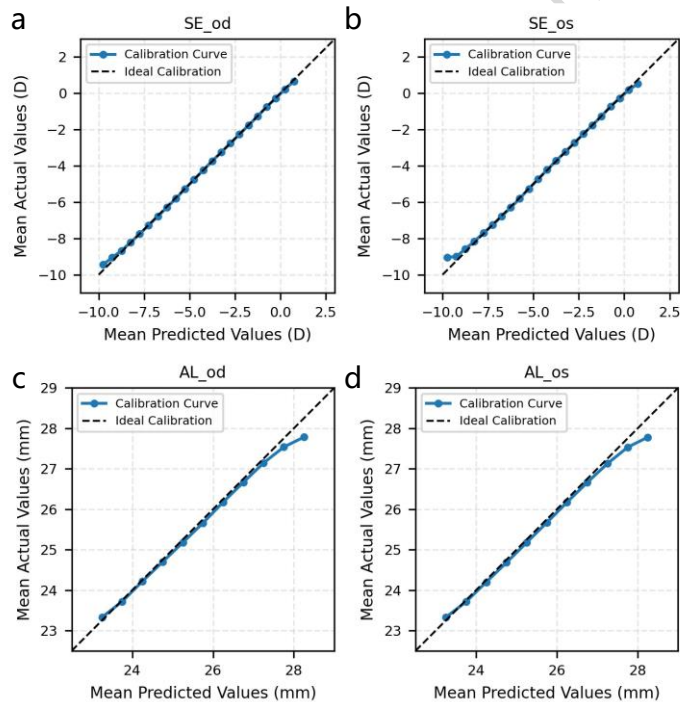 a
SE_od
Calibration Curve
Ideal Calibration
Mean Actual Values (D)
2
0
−2
−4
−6
−8
−10
−10.0 −7.5 −5.0 −2.5 0.0 2.5
Mean Predicted Values (D)
b
SE_os
Calibration Curve
Ideal Calibration
Mean Actual Values (D)
2
0
−2
−4
−6
−8
−10
−10.0 −7.5 −5.0 −2.5 0.0 2.5
Mean Predicted Values (D)
c
AL_od
Calibration Curve
Ideal Calibration
Mean Actual Values (mm)
29
28
27
26
25
24
23
24 26 28
Mean Predicted Values (mm)
d
AL_os
Calibration Curve
Ideal Calibration
Mean Actual Values (mm)
29
28
27
26
25
24
23
24 26 28
Mean Predicted Values (mm)